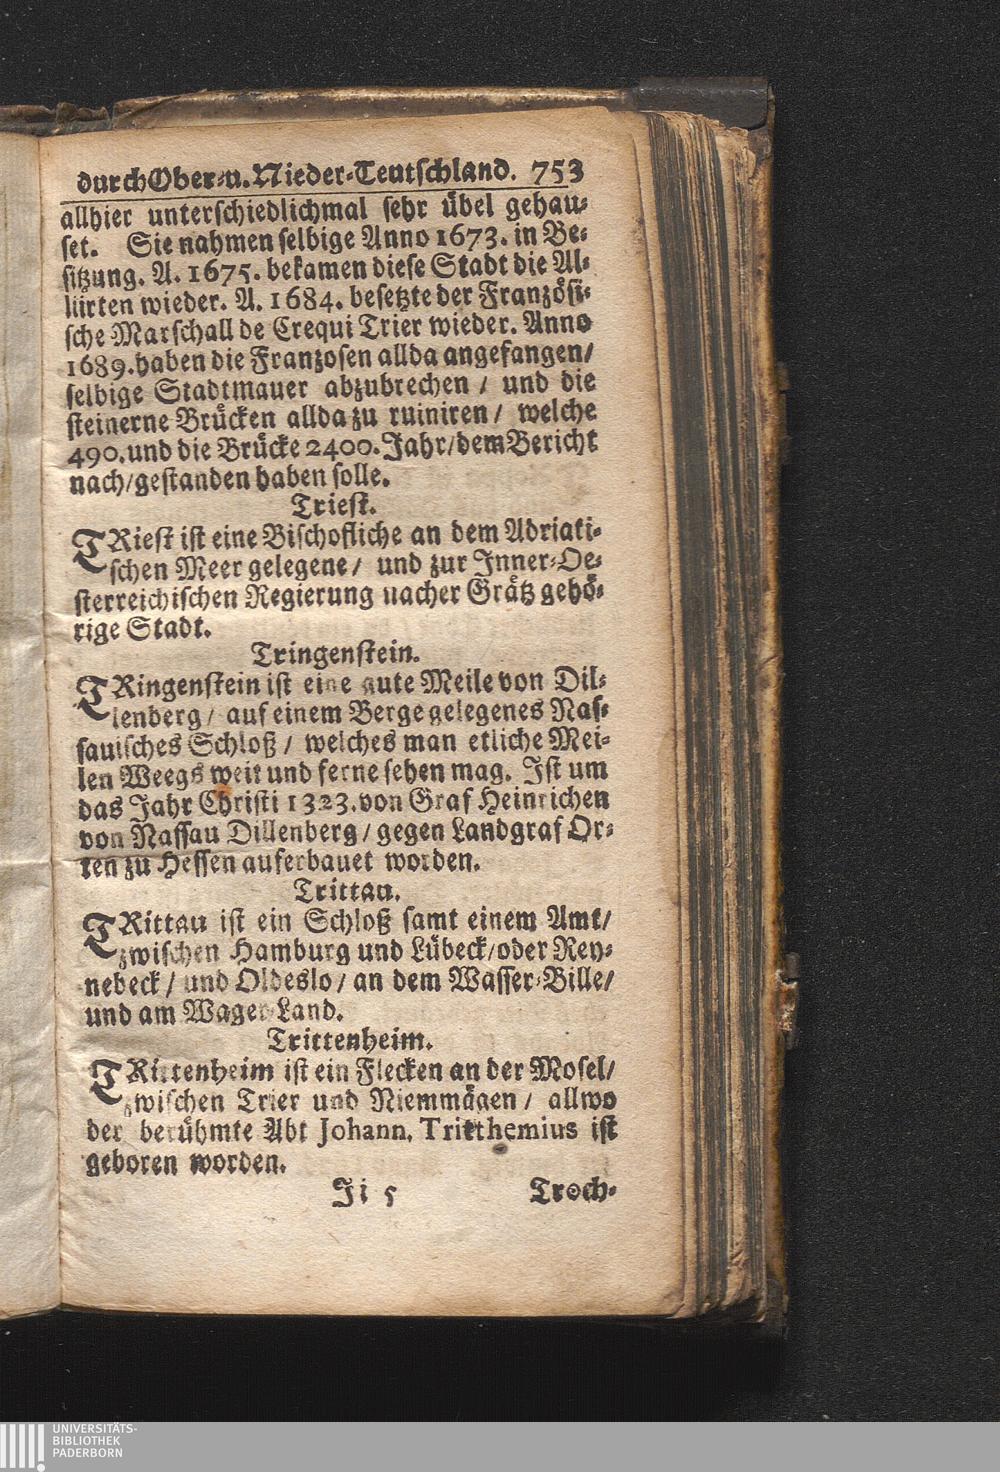 durch Ober-u. Nieder-Teutschland. 753
allhier unterschiedlichmal sehr übel gehau-
set. Sie nahmen selbige Anno 1673. in Be-
sitzung. A. 1675. bekamen diese Stadt die Al-
liirten wieder. A. 1684. besetzte der Französi-
sche Marschall de Crequi Trier wieder. Anno
1689. haben die Franzosen allda angefangen/
selbige Stadtmauer abzubrechen / und die
steinerne Brücken allda zu ruiniren / welche
490. und die Brücke 2400. Jahr / dem Bericht
nach / gestanden haben solle.
Triest.
TRiest ist eine Bischofliche an dem Adriati-
schen Meer gelegene / und zur Inner-Oe-
sterreichischen Regierung nacher Grätz gehö-
rige Stadt.
Tringenstein.
TRingenstein ist eine gute Meile von Dil-
lenberg / auf einem Berge gelegenes Nas-
sauisches Schloß / welches man etliche Mei-
len Weegs weit und ferne sehen mag. Ist um
das Jahr Christi 1323. von Graf Heinrichen
von Nassau Dillenberg / gegen Landgraf Or-
ten zu Hessen auferbauet worden.
Trittau.
TRittau ist ein Schloß samt einem Amt/
zwischen Hamburg und Lübeck / oder Rey-
nebeck / und Oldeslo / an dem Wasser-Bille/
und am Wager-Land.
Trittenheim.
TRittenheim ist ein Flecken an der Mosel/
zwischen Trier und Niemmägen / allwo
der berühmte Abt Johann. Tritthemius ist
geboren worden.
Ii 5 Troch-
UNIVERSITÄTS-
BIBLIOTHEK
PADERBORN